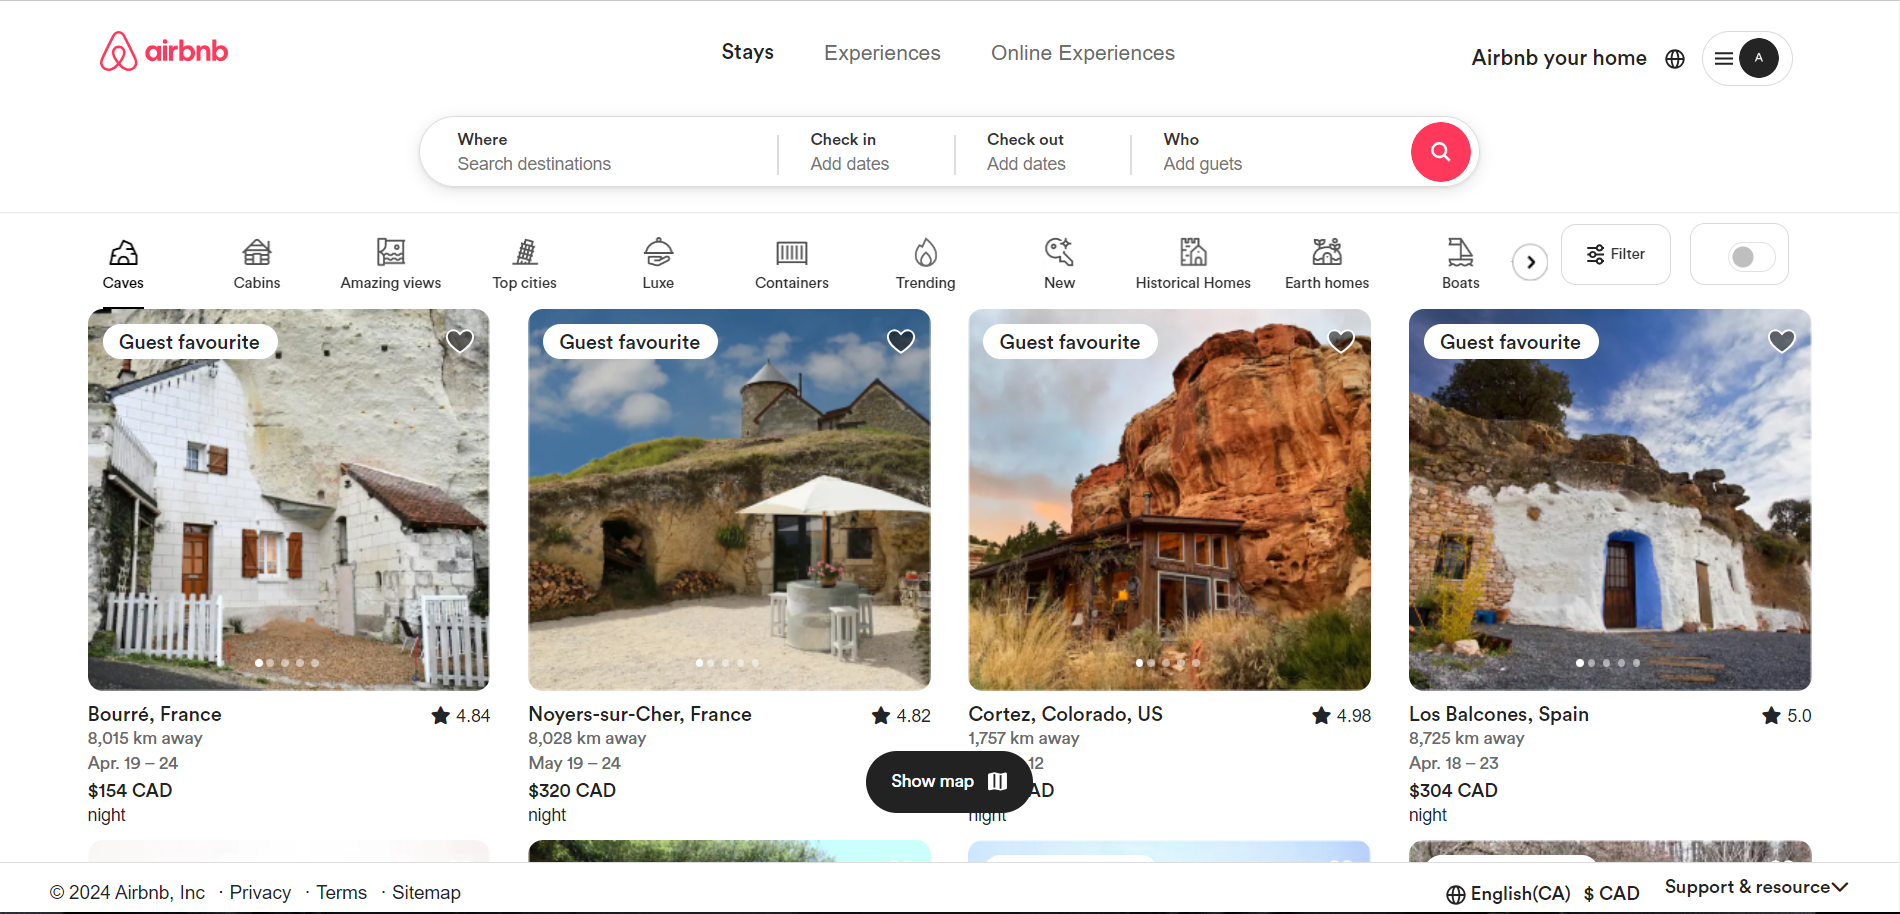 airbnb
Stays Experiences Online Experiences
Airbnb your home
A
Where
Search destinations
Check in
Add dates
Check out
Add dates
Who
Add guets
Caves
Cabins
Amazing views
Top cities
Luxe
Containers
Trending
New
Historical Homes
Earth homes
Boats
Filter
Guest favourite
Guest favourite
Guest favourite
Guest favourite
Bourré, France 4.84
8,015 km away
Apr. 19 – 24
$154 CAD
night
Noyers-sur-Cher, France 4.82
8,028 km away
May 19 – 24
$320 CAD
night
Cortez, Colorado, US 4.98
1,757 km away
12
AD
night
Los Balcones, Spain 5.0
8,725 km away
Apr. 18 – 23
$304 CAD
night
Show map
© 2024 Airbnb, Inc · Privacy · Terms · Sitemap
English(CA) $ CAD Support & resource